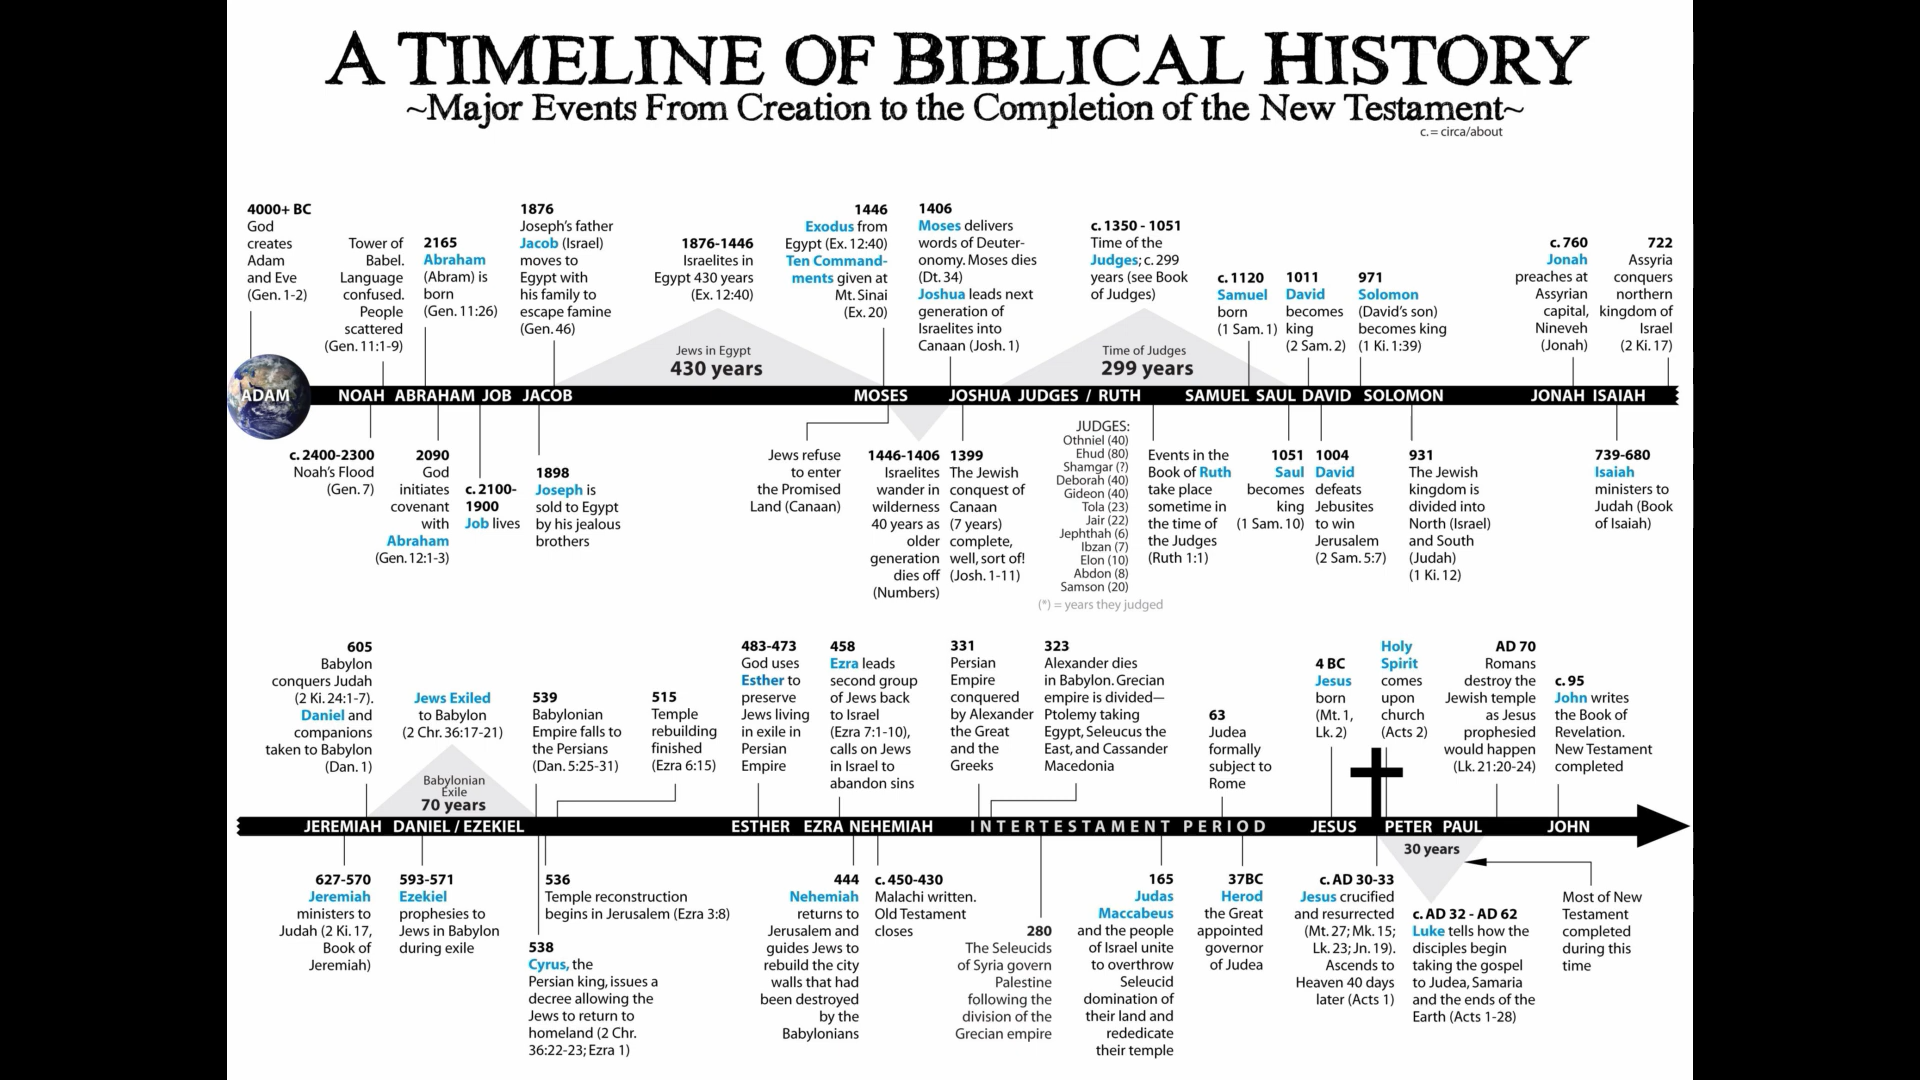 A TIMELINE OF BIBLICAL HISTORY
~Major Events From Creation to the Completion of the New Testament~
c. = circa/about
4000+ BC
God
creates
Adam
and Eve
(Gen. 1-2)
Tower of
Babel.
Language
confused.
People
scattered
(Gen. 11:1-9)
2165
Abraham
(Abram) is
born
(Gen. 11:26)
1876
Joseph's father
Jacob (Israel)
moves to
Egypt with
his family to
escape famine
(Gen. 46)
1876-1446
Israelites in
Egypt 430 years
(Ex. 12:40)
Jews in Egypt
430 years
1446
Exodus from
Egypt (Ex. 12:40)
Ten Command-
ments given at
Mt. Sinai
(Ex. 20)
1406
Moses delivers
words of Deuter-
onomy. Moses dies
(Dt. 34)
Joshua leads next
generation of
Israelites into
Canaan (Josh. 1)
c. 1350 - 1051
Time of the
Judges; c. 299
years (see Book
of Judges)
Time of Judges
299 years
c. 1120
Samuel
born
(1 Sam. 1)
1011
David
becomes
king
(2 Sam. 2)
971
Solomon
(David's son)
becomes king
(1 Ki. 1:39)
c. 760
Jonah
preaches at
Assyrian
capital,
Nineveh
(Jonah)
722
Assyria
conquers
northern
kingdom of
Israel
(2 Ki. 17)
ADAM NOAH ABRAHAM JOB JACOB MOSES JOSHUA JUDGES / RUTH SAMUEL SAUL DAVID SOLOMON JONAH ISAIAH
c. 2400-2300
Noah's Flood
(Gen. 7)
2090
God
initiates
covenant
with
Abraham
(Gen. 12:1-3)
c. 2100-
1900
Job lives
1898
Joseph is
sold to Egypt
by his jealous
brothers
Jews refuse
to enter
the Promised
Land (Canaan)
1446-1406
Israelites
wander in
wilderness
40 years as
older
generation
dies off
(Numbers)
1399
The Jewish
conquest of
Canaan
(7 years)
complete,
well, sort of!
(Josh. 1-11)
JUDGES:
Othniel (40)
Ehud (80)
Shamgar (?)
Deborah (40)
Gideon (40)
Tola (23)
Jair (22)
Jephthah (6)
Ibzan (7)
Elon (10)
Abdon (8)
Samson (20)
(*) = years they judged
Events in the
Book of Ruth
take place
sometime in
the time of
the Judges
(Ruth 1:1)
1051
Saul
becomes
king
(1 Sam. 10)
1004
David
defeats
Jebusites
to win
Jerusalem
(2 Sam. 5:7)
931
The Jewish
kingdom is
divided into
North (Israel)
and South
(Judah)
(1 Ki. 12)
739-680
Isaiah
ministers to
Judah (Book
of Isaiah)
605
Babylon
conquers Judah
(2 Ki. 24:1-7).
Daniel and
companions
taken to Babylon
(Dan. 1)
Jews Exiled
to Babylon
(2 Chr. 36:17-21)
Babylonian
Exile
70 years
539
Babylonian
Empire falls to
the Persians
(Dan. 5:25-31)
515
Temple
rebuilding
finished
(Ezra 6:15)
483-473
God uses
Esther to
preserve
Jews living
in exile in
Persian
Empire
458
Ezra leads
second group
of Jews back
to Israel
(Ezra 7:1-10),
calls on Jews
in Israel to
abandon sins
331
Persian
Empire
conquered
by Alexander
the Great
and the
Greeks
323
Alexander dies
in Babylon. Grecian
empire is divided—
Ptolemy taking
Egypt, Seleucus the
East, and Cassander
Macedonia
63
Judea
formally
subject to
Rome
4 BC
Jesus
born
(Mt. 1,
Lk. 2)
Holy
Spirit
comes
upon
church
(Acts 2)
AD 70
Romans
destroy the
Jewish temple
as Jesus
prophesied
would happen
(Lk. 21:20-24)
c. 95
John writes
the Book of
Revelation.
New Testament
completed
JEREMIAH DANIEL / EZEKIEL ESTHER EZRA NEHEMIAH INTERTESTAMENT PERIOD JESUS PETER PAUL JOHN
627-570
Jeremiah
ministers to
Judah (2 Ki. 17,
Book of
Jeremiah)
593-571
Ezekiel
prophesies to
Jews in Babylon
during exile
536
Temple reconstruction
begins in Jerusalem (Ezra 3:8)
538
Cyrus, the
Persian king, issues a
decree allowing the
Jews to return to
homeland (2 Chr.
36:22-23; Ezra 1)
444
Nehemiah
returns to
Jerusalem and
guides Jews to
rebuild the city
walls that had
been destroyed
by the
Babylonians
c. 450-430
Malachi written.
Old Testament
closes
280
The Seleucids
of Syria govern
Palestine
following the
division of the
Grecian empire
165
Judas
Maccabeus
and the people
of Israel unite
to overthrow
Seleucid
domination of
their land and
rededicate
their temple
37BC
Herod
the Great
appointed
governor
of Judea
c. AD 30-33
Jesus crucified
and resurrected
(Mt. 27; Mk. 15;
Lk. 23; Jn. 19).
Ascends to
Heaven 40 days
later (Acts 1)
30 years
c. AD 32 - AD 62
Luke tells how the
disciples begin
taking the gospel
to Judea, Samaria
and the ends of the
Earth (Acts 1-28)
Most of New
Testament
completed
during this
time